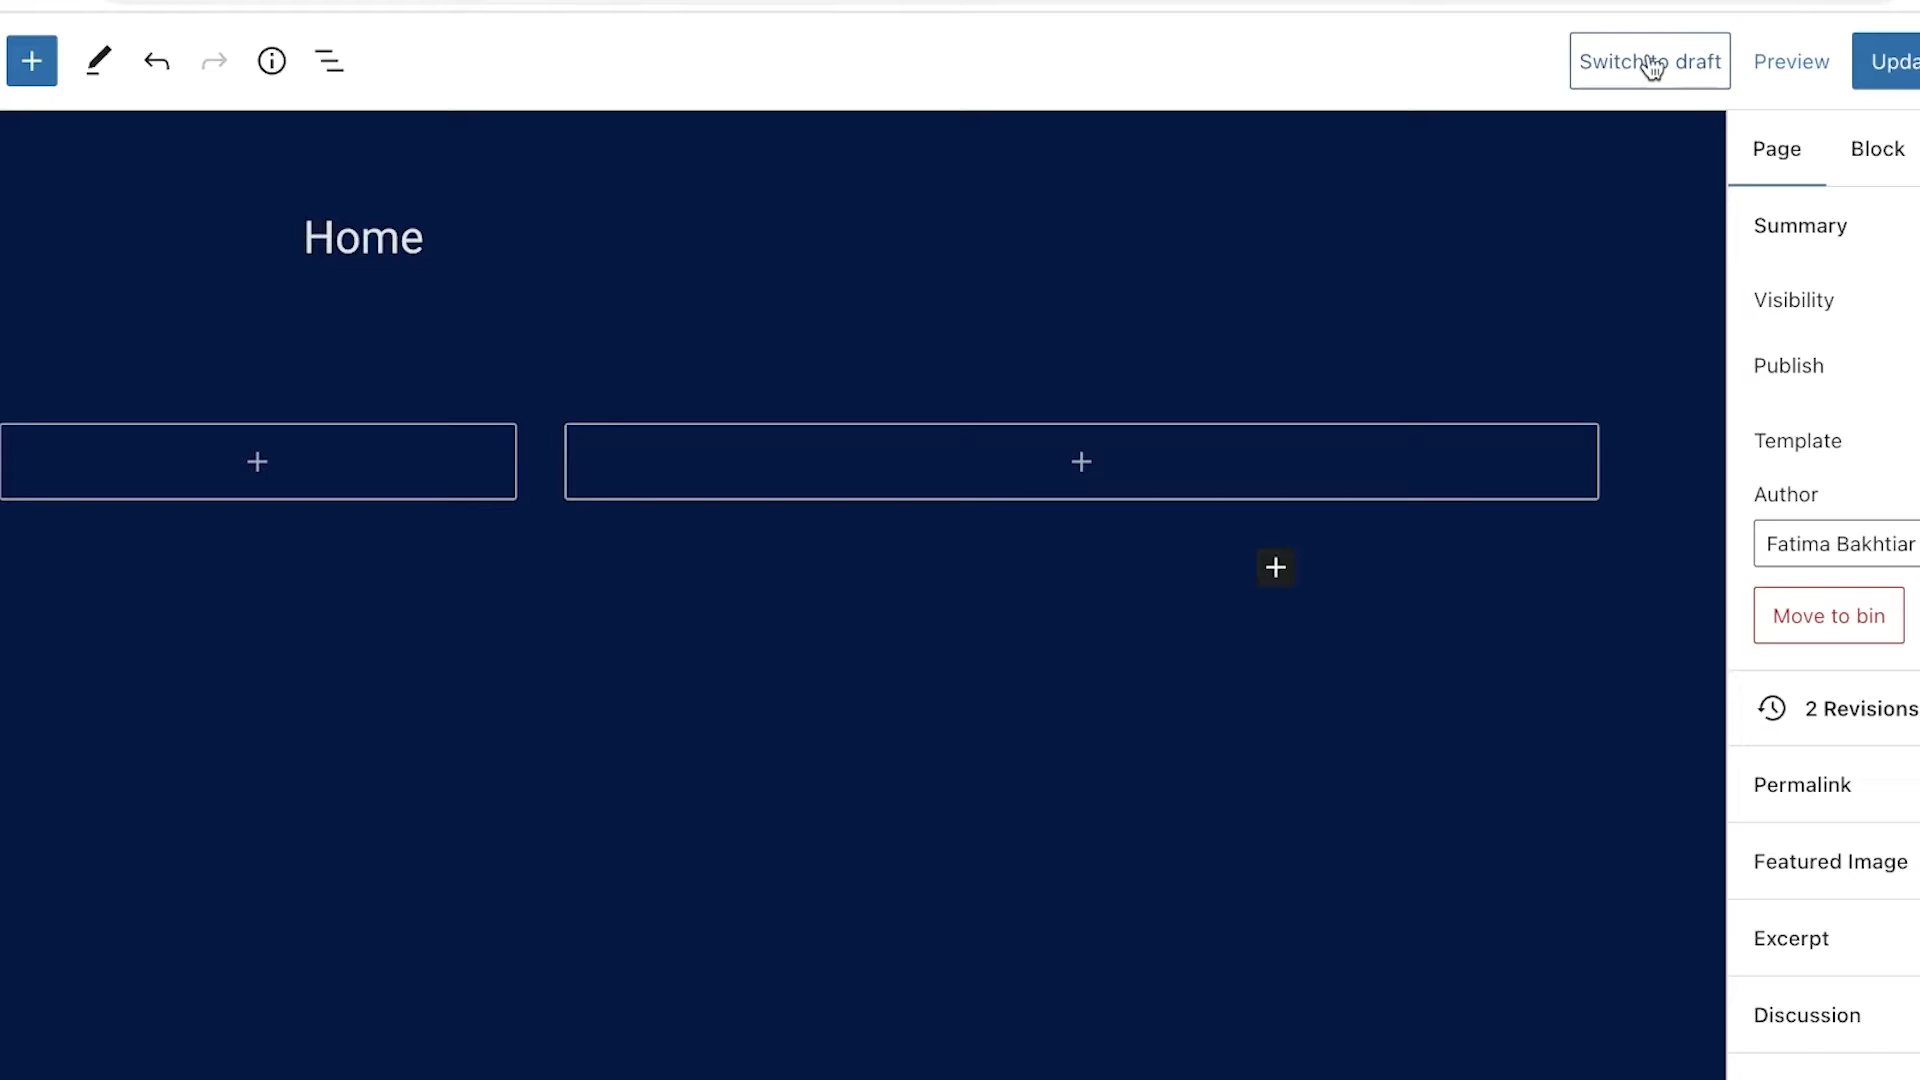 Switch to draft
Preview
Upda
Page
Block
Home
Summary
Visibility
Publish
Template
Author
Fatima Bakhtiar
Move to bin
2 Revisions
Permalink
Featured Image
Excerpt
Discussion